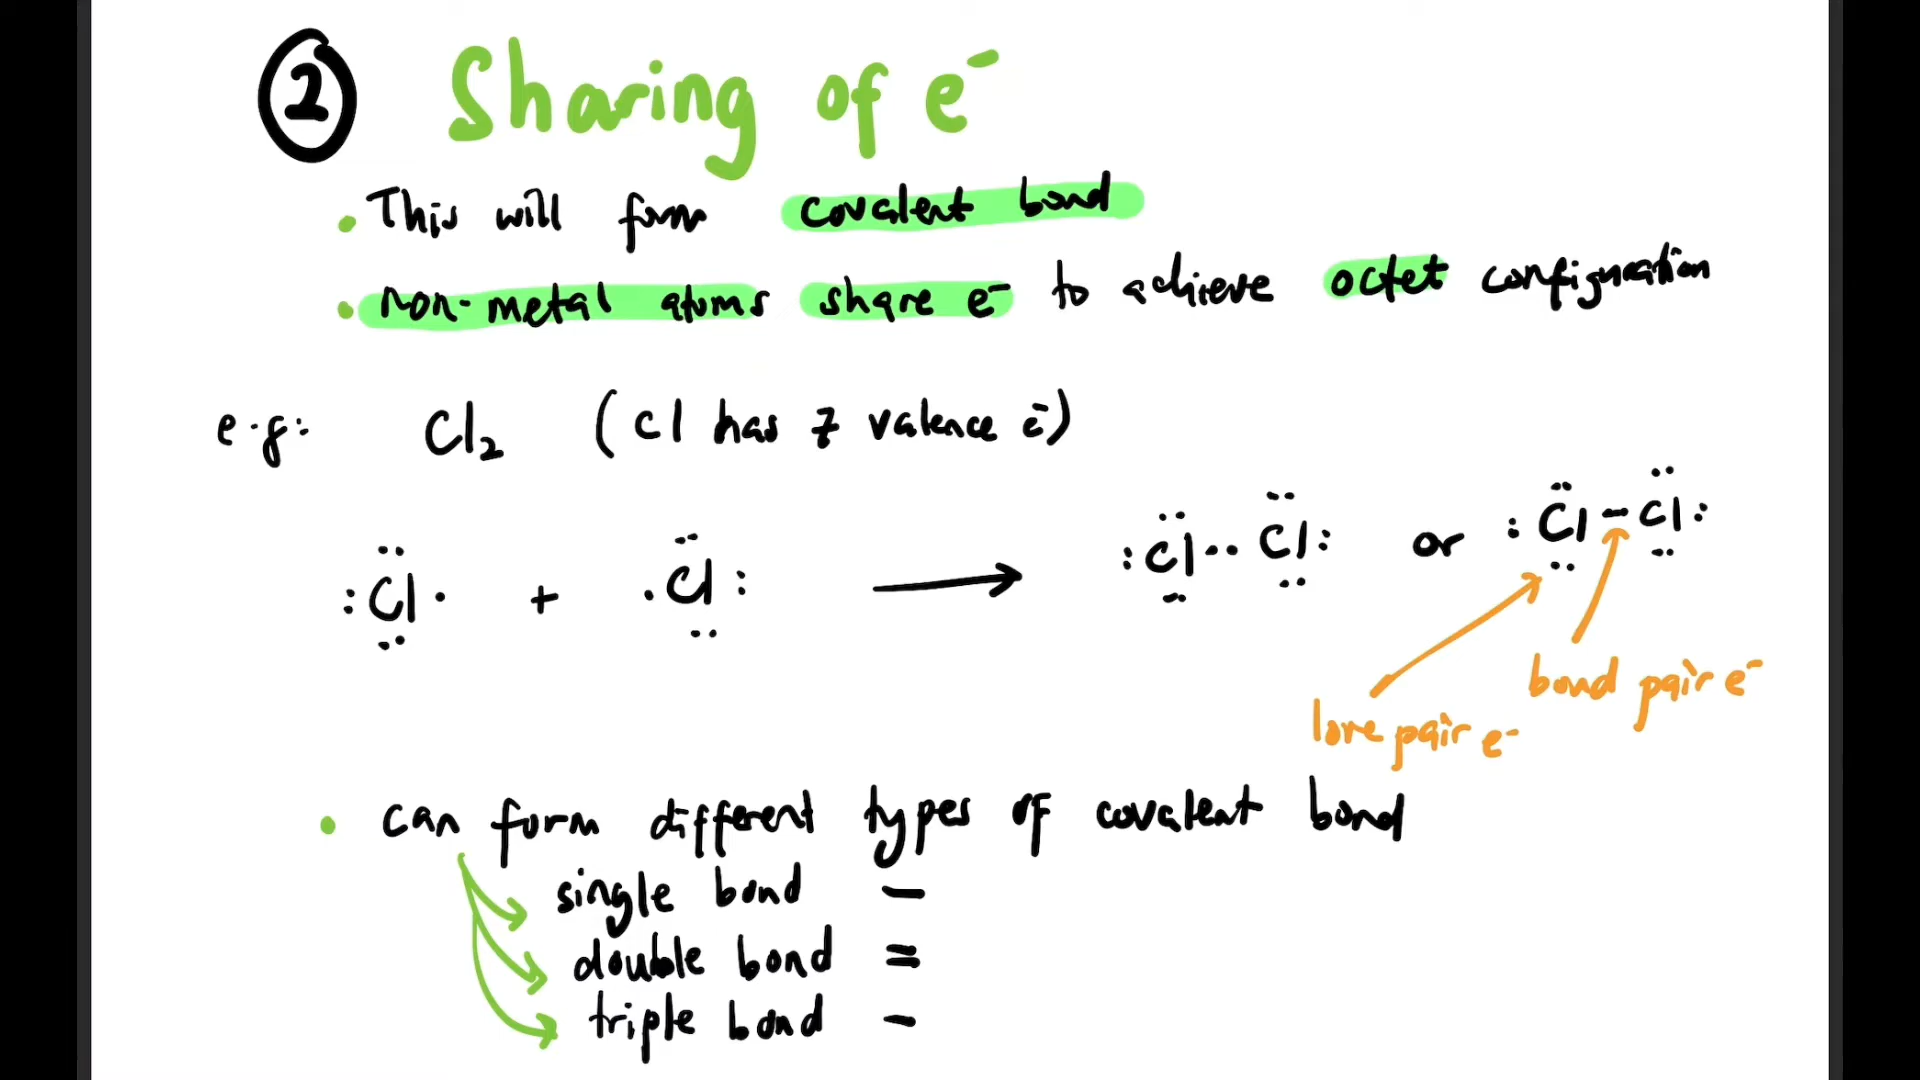 ② Sharing of e⁻
• This will form covalent bond
• non-metal atoms share e⁻ to achieve octet configuration
e.g: Cl₂ (Cl has 7 valence e⁻)
:Cl· + ·Cl: → :Cl··Cl: or :Cl-Cl:
bond pair e⁻
lone pair e⁻
• can form different types of covalent bond
single bond —
double bond =
triple bond -